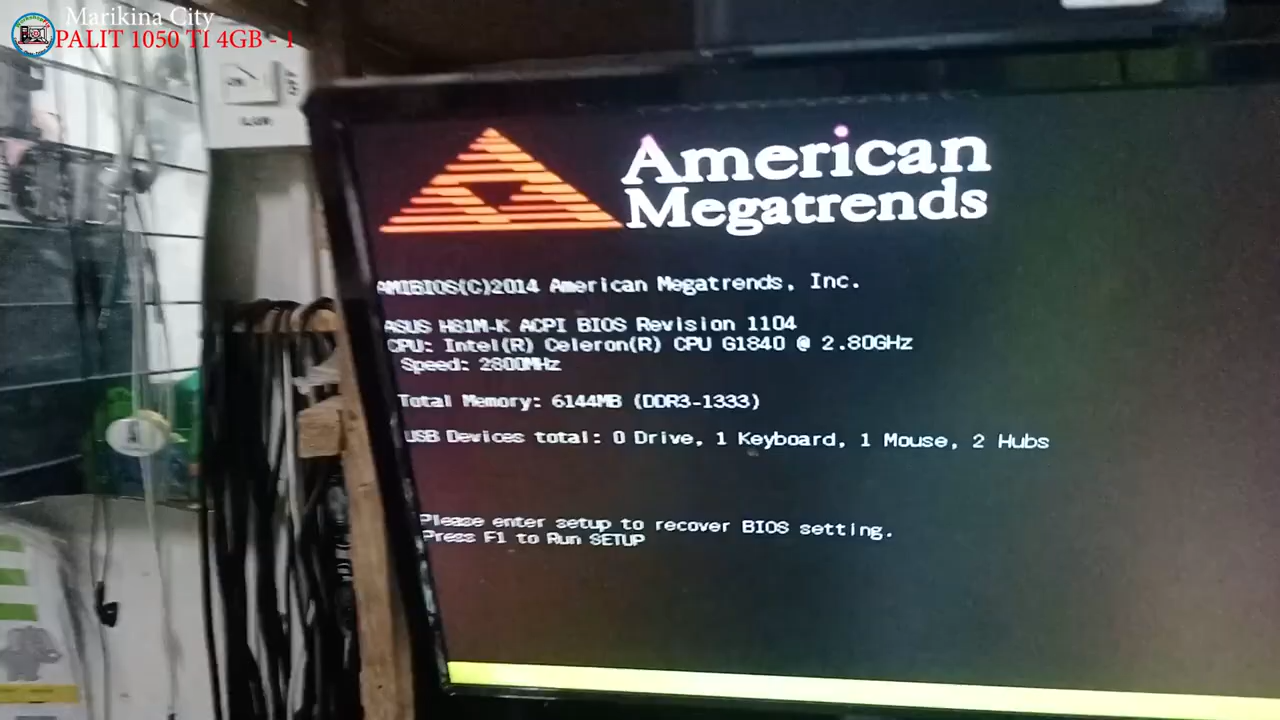 Marikina City
PALIT 1050 TI 4GB - 1
American
Megatrends
AMIBIOS(C)2014 American Megatrends, Inc.
ASUS H81M-K ACPI BIOS Revision 1104
CPU: Intel(R) Celeron(R) CPU G1840 @ 2.80GHz
Speed: 2800MHz
Total Memory: 6144MB (DDR3-1333)
USB Devices total: 0 Drive, 1 Keyboard, 1 Mouse, 2 Hubs
Please enter setup to recover BIOS setting.
Press F1 to Run SETUP